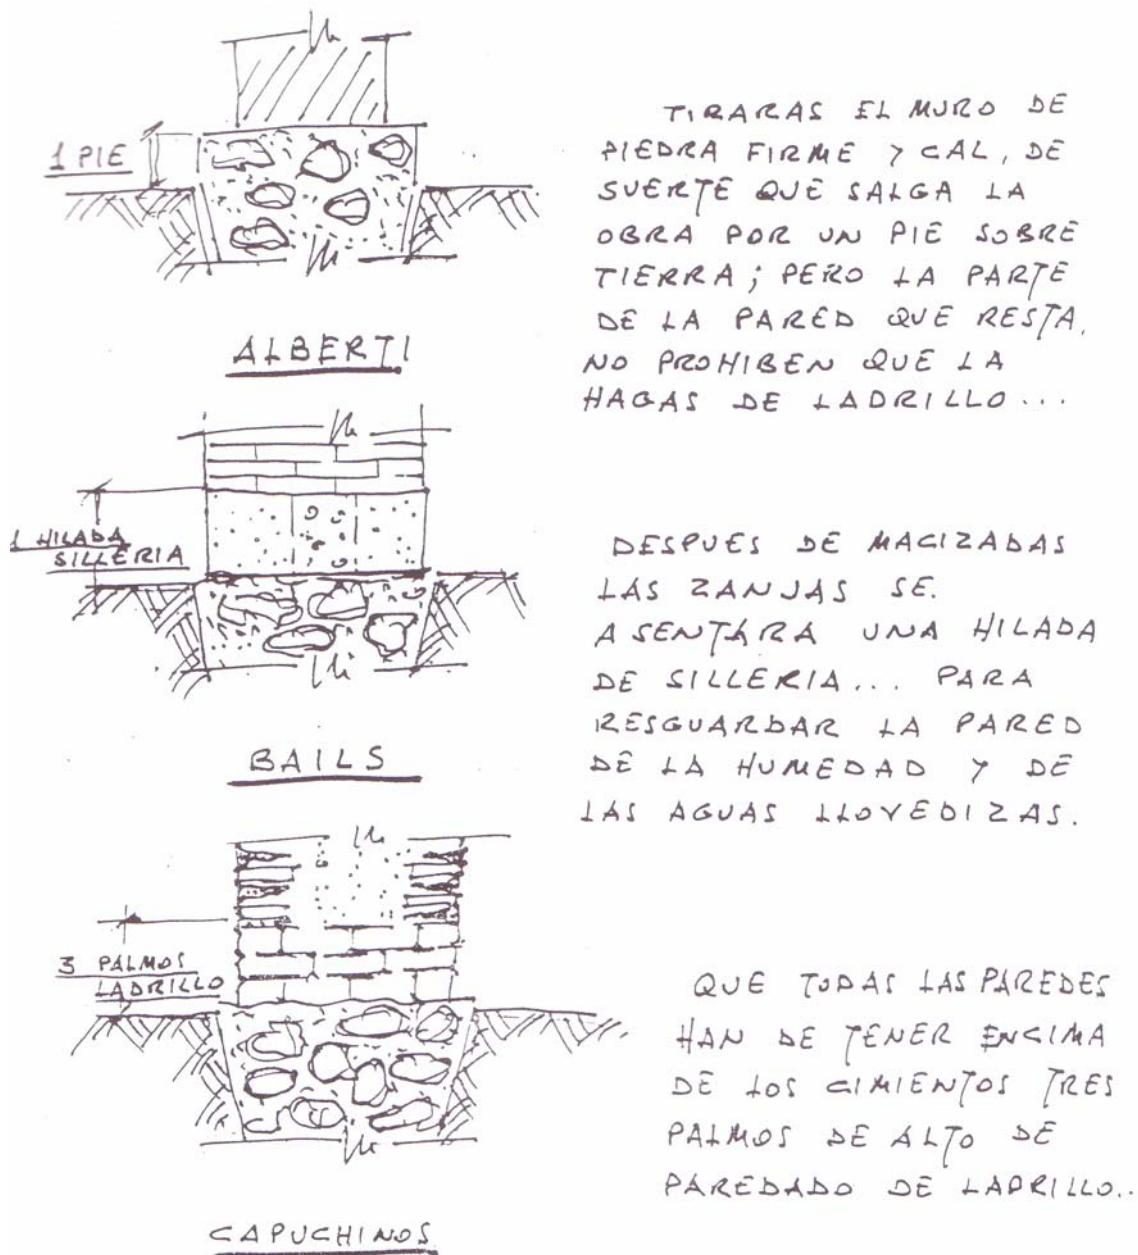 1 PIE
ALBERTI
TIRARAS EL MURO DE
PIEDRA FIRME Y CAL, DE
SUERTE QUE SALGA LA
OBRA POR UN PIE SOBRE
TIERRA; PERO LA PARTE
DE LA PARED QUE RESTA,
NO PROHIBEN QUE LA
HAGAS DE LADRILLO...
1 HILADA
SILLERIA
BAILS
DESPUES DE MACIZADAS
LAS ZANJAS SE.
ASENTARA UNA HILADA
DE SILLERIA... PARA
RESGUARDAR LA PARED
DE LA HUMEDAD Y DE
LAS AGUAS LLOVEDIZAS.
3 PALMOS
LADRILLO
CAPUCHINOS
QUE TODAS LAS PAREDES
HAN DE TENER ENCIMA
DE LOS CIMIENTOS TRES
PALMOS DE ALTO DE
PAREDADO DE LADRILLO..